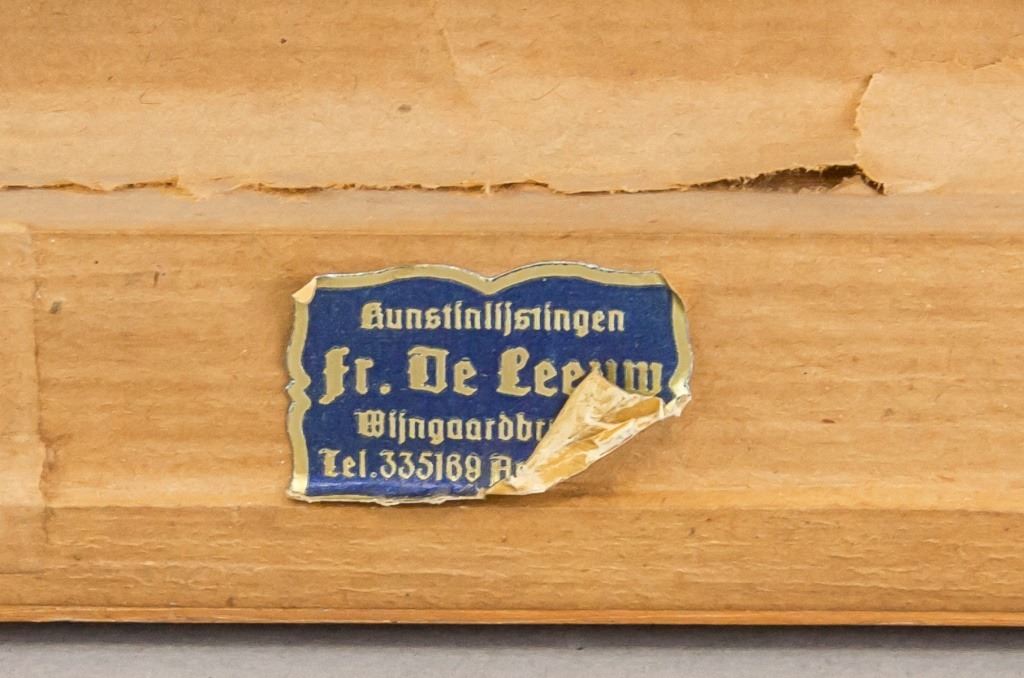 Kunstinlijstingen
Fr. De Leeuw
Wijngaardbr
Tel. 335169 A